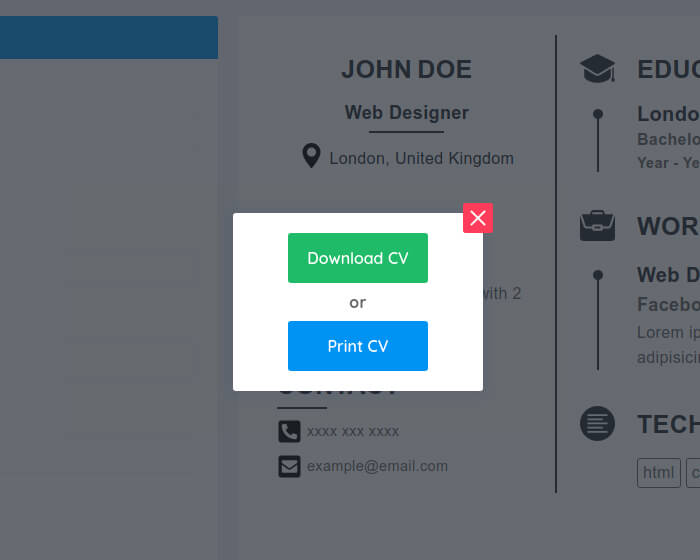 JOHN DOE
Web Designer
London, United Kingdom
Download CV
or
Print CV
with 2
CONTACT
xxxx xxx xxxx
example@email.com
EDUC
Londo
Bachelo
Year - Ye
WOR
Web D
Facebo
Lorem ip
adipisicin
TECH
html
c